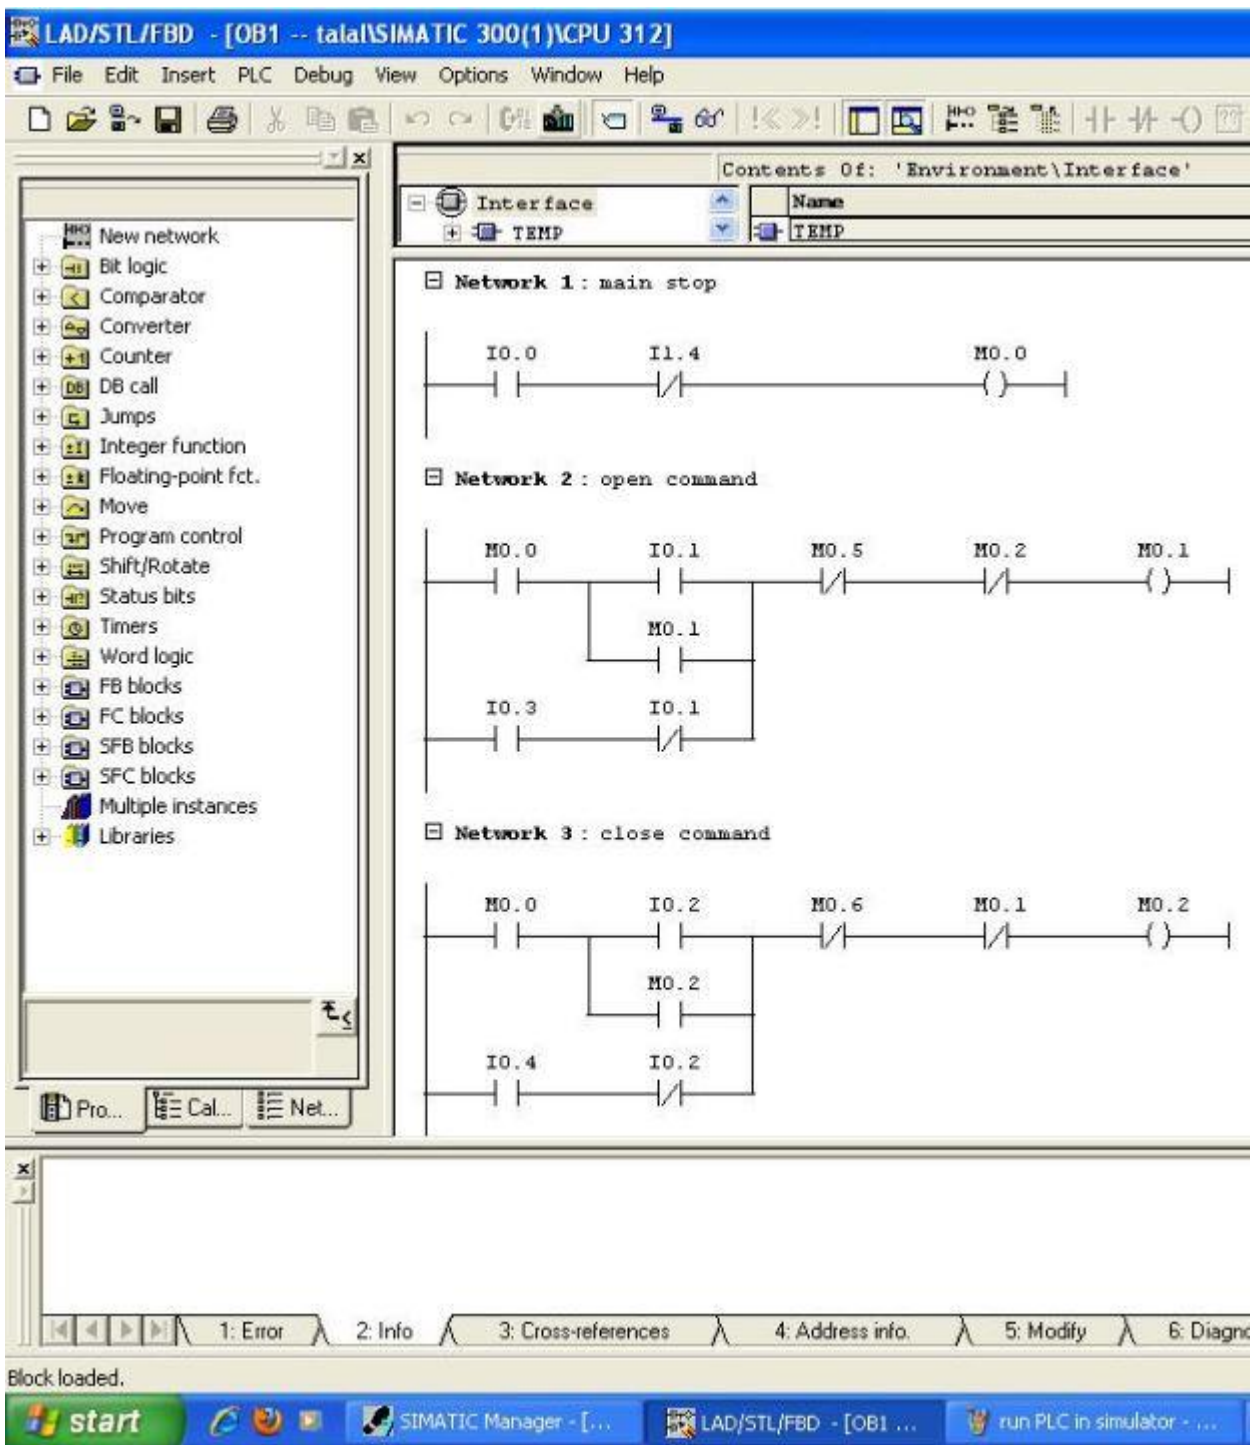 LAD/STL/FBD - [OB1 -- talal\SIMATIC 300(1)\CPU 312]
File Edit Insert PLC Debug View Options Window Help
Contents Of: 'Environment\Interface'
Interface
TEMP
Name
TEMP
New network
Bit logic
Comparator
Converter
Counter
DB call
Jumps
Integer function
Floating-point fct.
Move
Program control
Shift/Rotate
Status bits
Timers
Word logic
FB blocks
FC blocks
SFB blocks
SFC blocks
Multiple instances
Libraries
Pro... Cal... Net...
Network 1 : main stop
I0.0 I1.4 M0.0
Network 2 : open command
M0.0 I0.1 M0.5 M0.2 M0.1
M0.1
I0.3 I0.1
Network 3 : close command
M0.0 I0.2 M0.6 M0.1 M0.2
M0.2
I0.4 I0.2
1: Error 2: Info 3: Cross-references 4: Address info. 5: Modify 6: Diagno
Block loaded.
start SIMATIC Manager - [... LAD/STL/FBD - [OB1 ... run PLC in simulator - ...